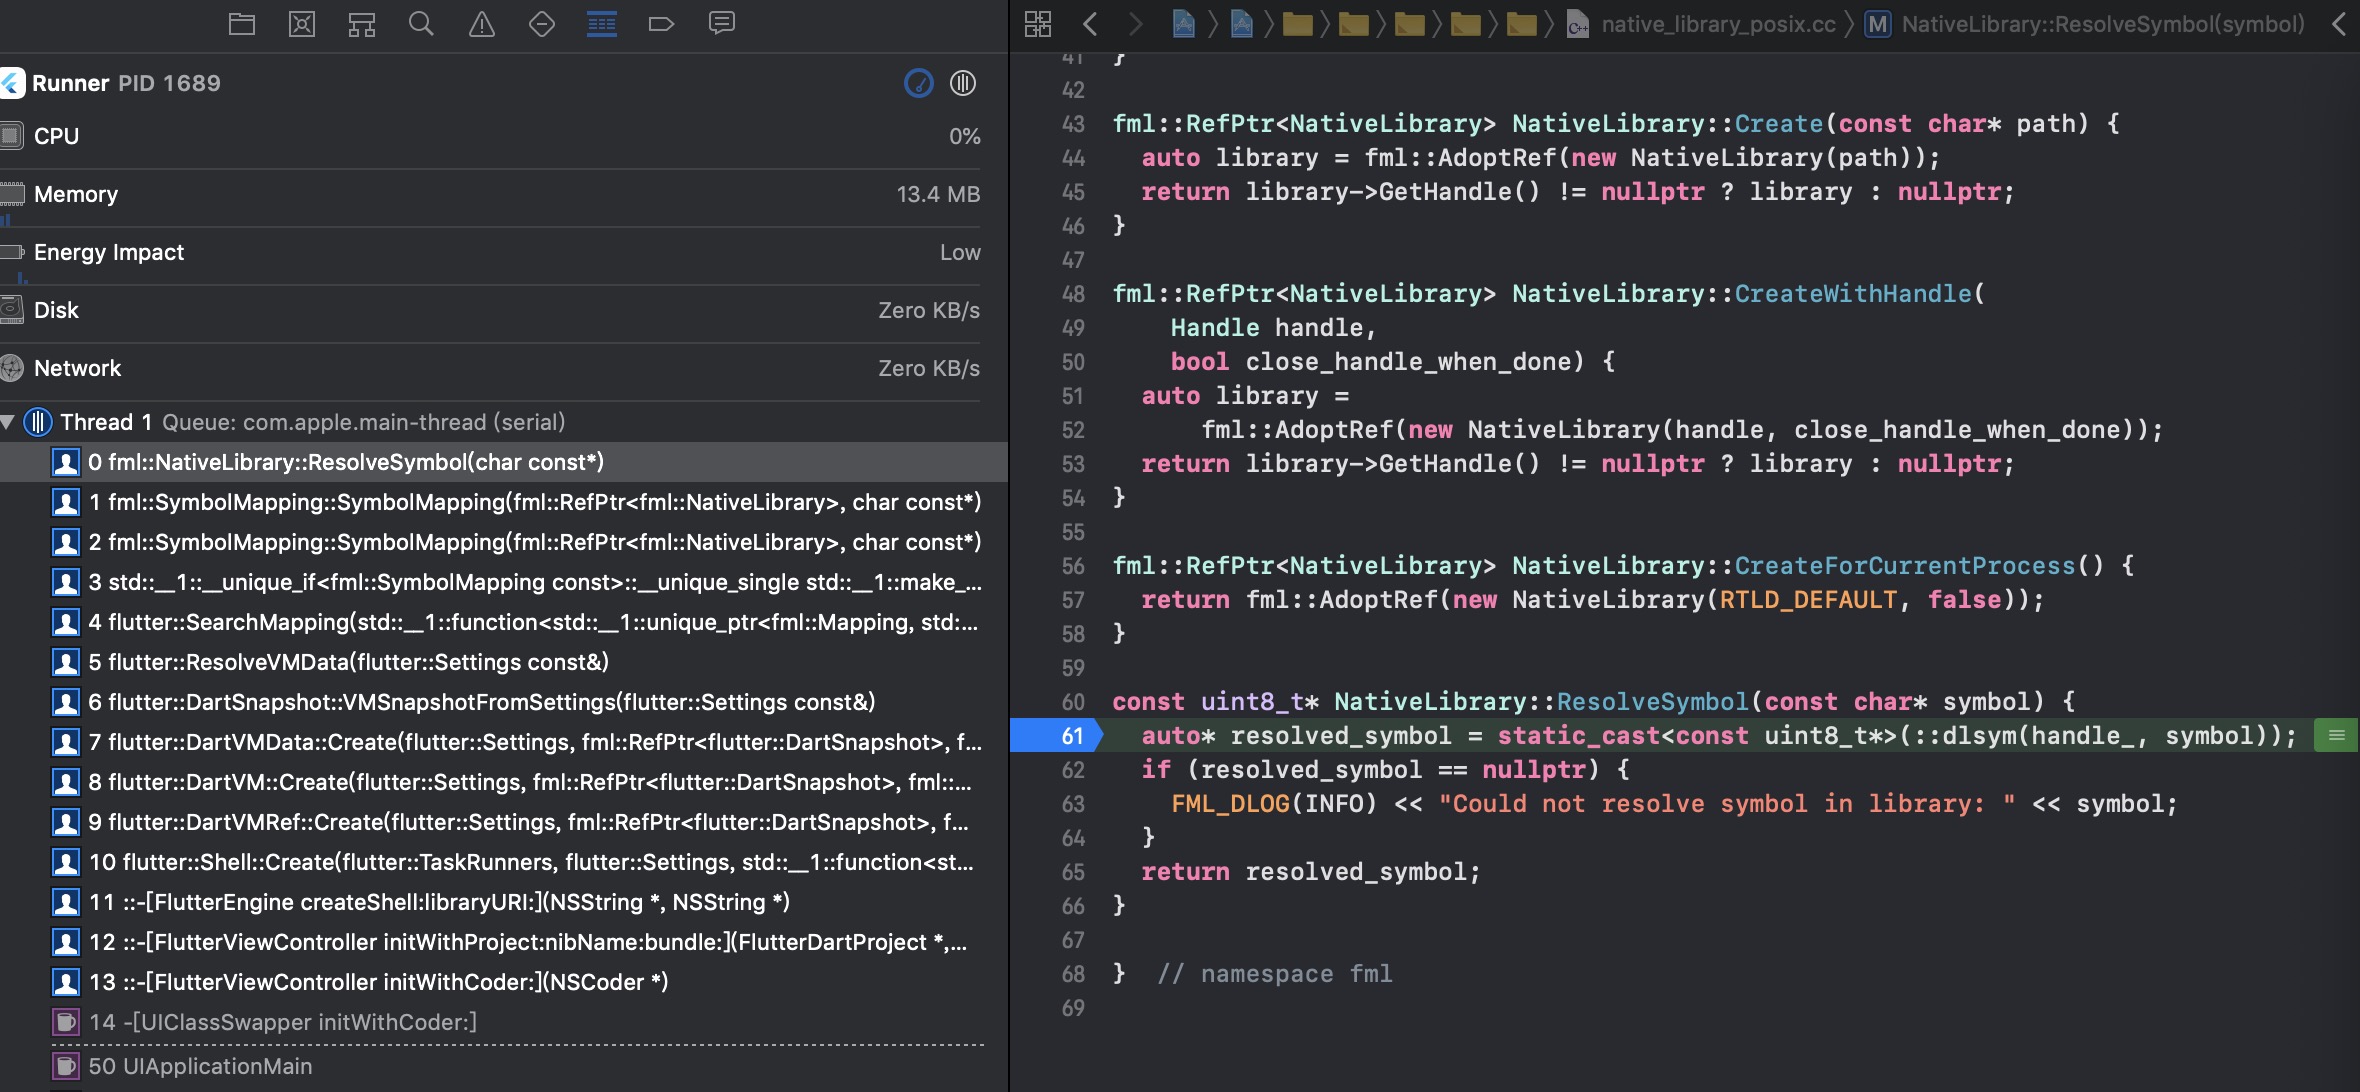 Runner PID 1689
CPU 0%
Memory 13.4 MB
Energy Impact Low
Disk Zero KB/s
Network Zero KB/s
Thread 1 Queue: com.apple.main-thread (serial)
0 fml::NativeLibrary::ResolveSymbol(char const*)
1 fml::SymbolMapping::SymbolMapping(fml::RefPtr<fml::NativeLibrary>, char const*)
2 fml::SymbolMapping::SymbolMapping(fml::RefPtr<fml::NativeLibrary>, char const*)
3 std::__1::__unique_if<fml::SymbolMapping const>::__unique_single std::__1::make_...
4 flutter::SearchMapping(std::__1::function<std::__1::unique_ptr<fml::Mapping, std:...
5 flutter::ResolveVMData(flutter::Settings const&)
6 flutter::DartSnapshot::VMSnapshotFromSettings(flutter::Settings const&)
7 flutter::DartVMData::Create(flutter::Settings, fml::RefPtr<flutter::DartSnapshot>, f...
8 flutter::DartVM::Create(flutter::Settings, fml::RefPtr<flutter::DartSnapshot>, fml::...
9 flutter::DartVMRef::Create(flutter::Settings, fml::RefPtr<flutter::DartSnapshot>, f...
10 flutter::Shell::Create(flutter::TaskRunners, flutter::Settings, std::__1::function<st...
11 ::-[FlutterEngine createShell:libraryURI:](NSString *, NSString *)
12 ::-[FlutterViewController initWithProject:nibName:bundle:](FlutterDartProject *,...
13 ::-[FlutterViewController initWithCoder:](NSCoder *)
14 -[UIClassSwapper initWithCoder:]
50 UIApplicationMain
native_library_posix.cc M NativeLibrary::ResolveSymbol(symbol)
41 }
42
43 fml::RefPtr<NativeLibrary> NativeLibrary::Create(const char* path) {
44   auto library = fml::AdoptRef(new NativeLibrary(path));
45   return library->GetHandle() != nullptr ? library : nullptr;
46 }
47
48 fml::RefPtr<NativeLibrary> NativeLibrary::CreateWithHandle(
49     Handle handle,
50     bool close_handle_when_done) {
51   auto library =
52       fml::AdoptRef(new NativeLibrary(handle, close_handle_when_done));
53   return library->GetHandle() != nullptr ? library : nullptr;
54 }
55
56 fml::RefPtr<NativeLibrary> NativeLibrary::CreateForCurrentProcess() {
57   return fml::AdoptRef(new NativeLibrary(RTLD_DEFAULT, false));
58 }
59
60 const uint8_t* NativeLibrary::ResolveSymbol(const char* symbol) {
61   auto* resolved_symbol = static_cast<const uint8_t*>(::dlsym(handle_, symbol));
62   if (resolved_symbol == nullptr) {
63     FML_DLOG(INFO) << "Could not resolve symbol in library: " << symbol;
64   }
65   return resolved_symbol;
66 }
67
68 }  // namespace fml
69